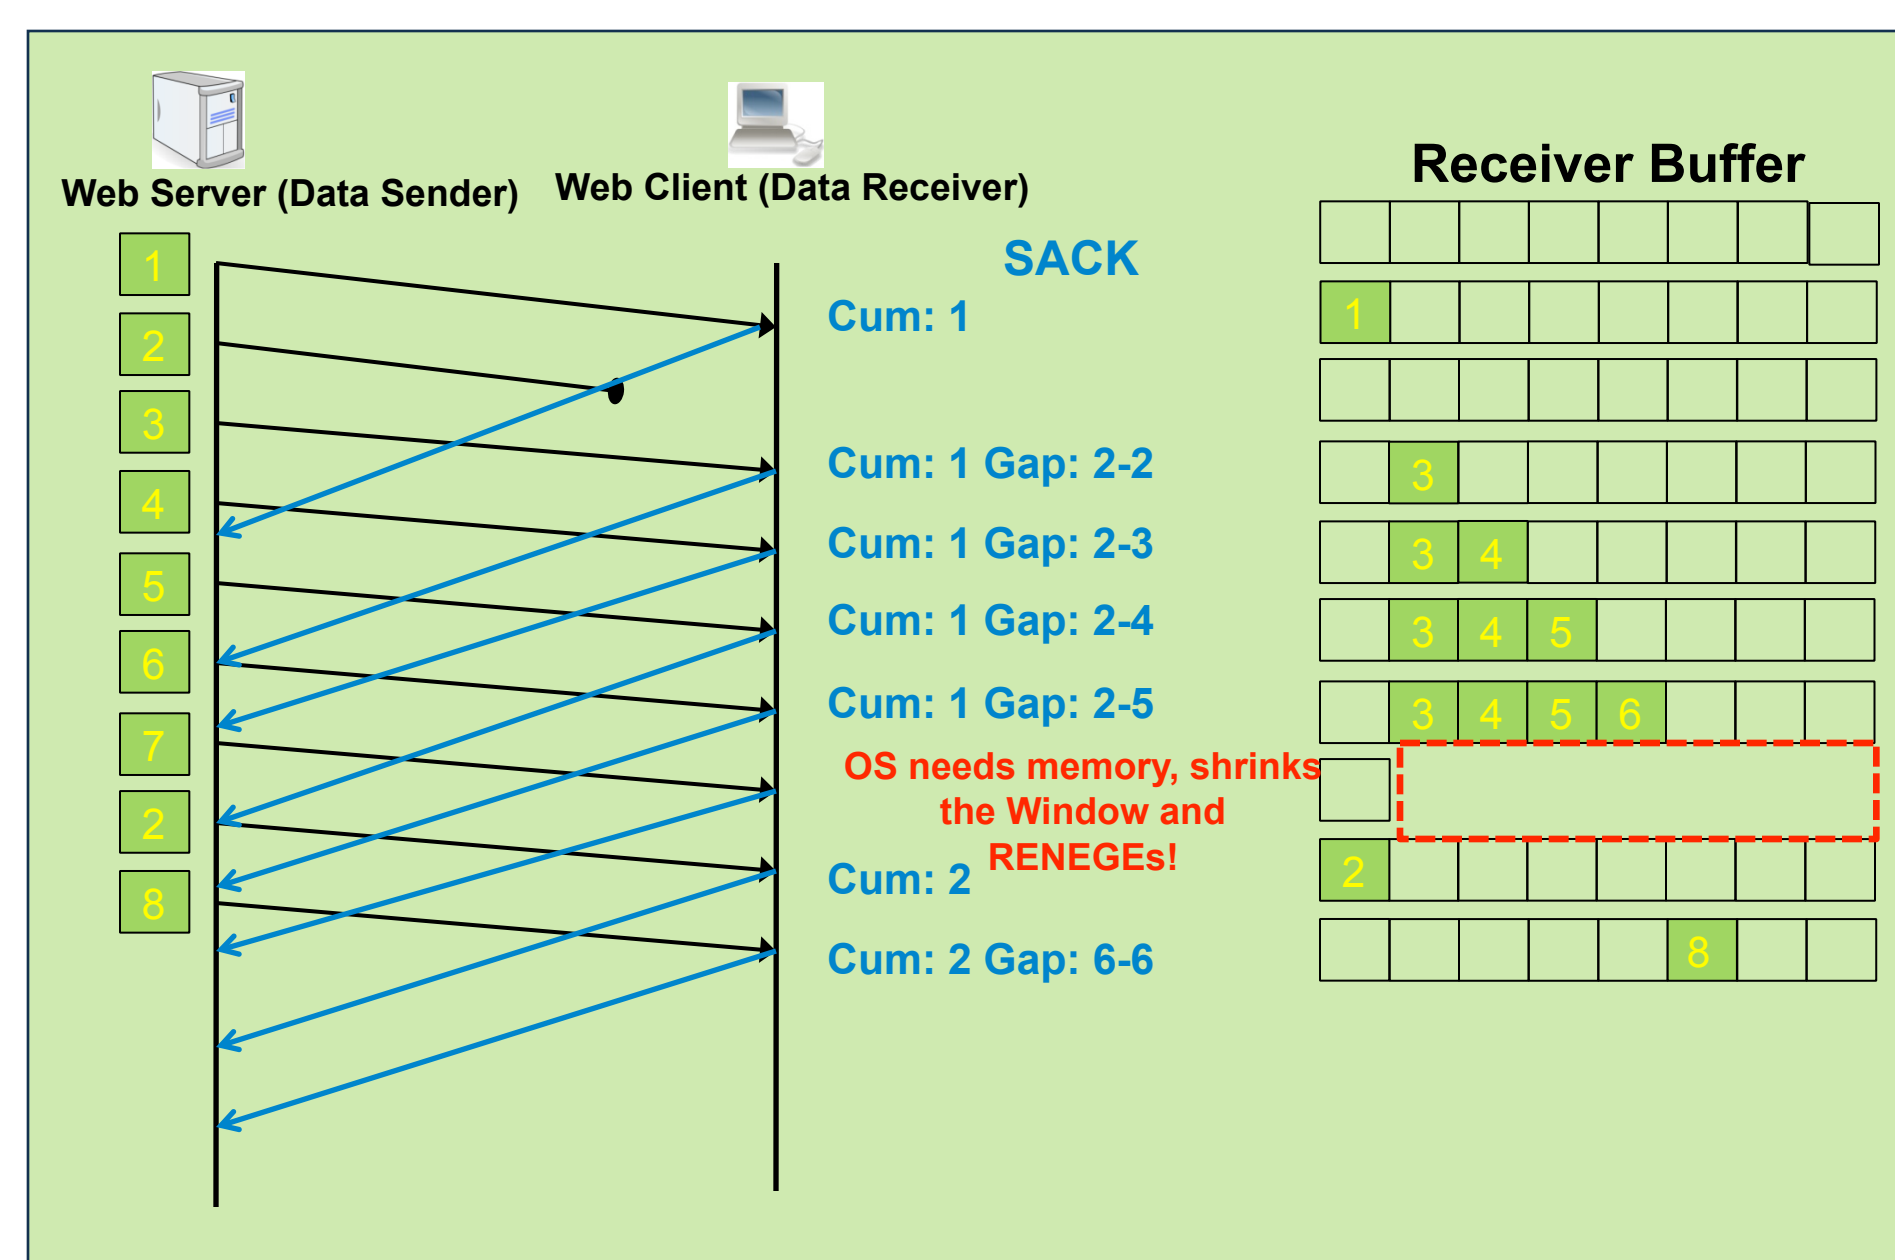 Web Server (Data Sender)
Web Client (Data Receiver)
Receiver Buffer
SACK
1
Cum: 1
1
2
3
Cum: 1 Gap: 2-2
3
4
Cum: 1 Gap: 2-3
3 4
5
Cum: 1 Gap: 2-4
3 4 5
6
Cum: 1 Gap: 2-5
3 4 5 6
7
OS needs memory, shrinks
the Window and
RENEGEs!
2
Cum: 2
2
8
Cum: 2 Gap: 6-6
8